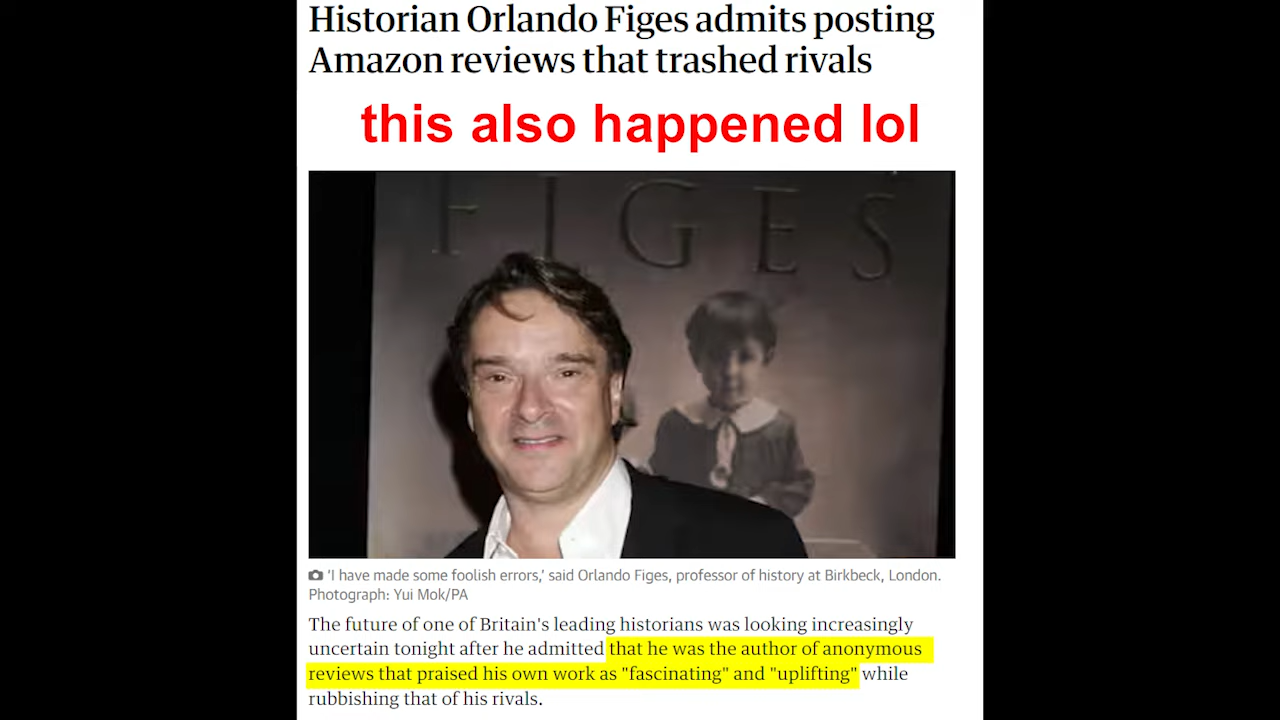 Historian Orlando Figes admits posting
Amazon reviews that trashed rivals
this also happened lol
FIGES
'I have made some foolish errors,' said Orlando Figes, professor of history at Birkbeck, London.
Photograph: Yui Mok/PA
The future of one of Britain's leading historians was looking increasingly
uncertain tonight after he admitted that he was the author of anonymous
reviews that praised his own work as "fascinating" and "uplifting" while
rubbishing that of his rivals.